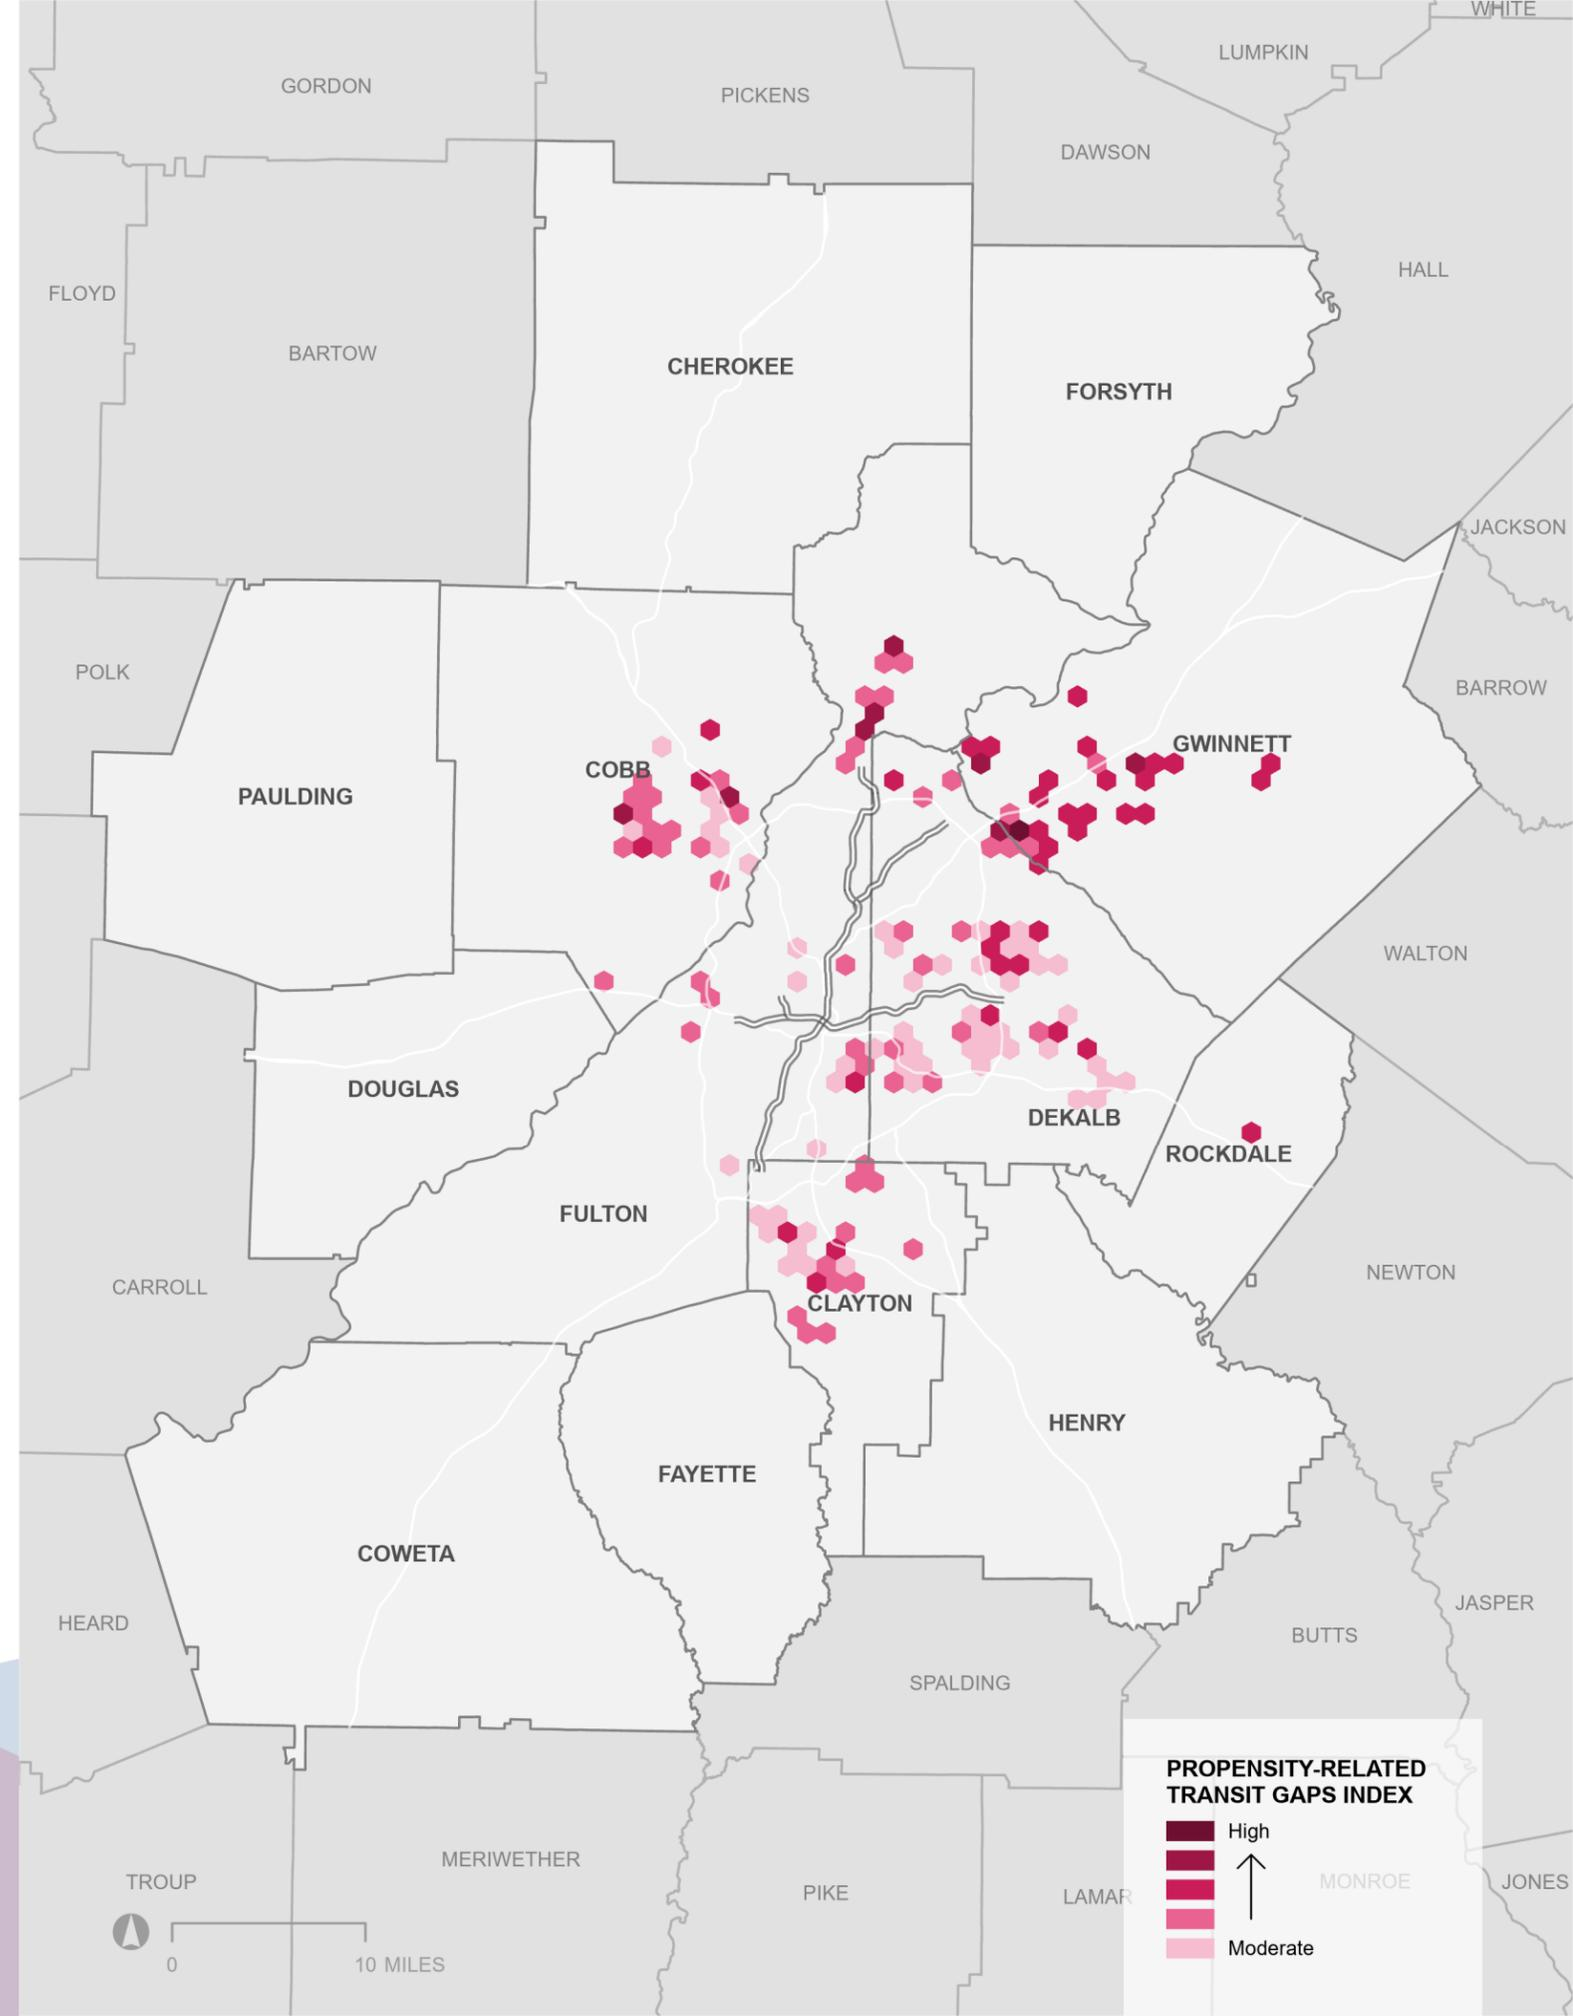 WHITE
LUMPKIN
GORDON
PICKENS
DAWSON
HALL
FLOYD
BARTOW
CHEROKEE
FORSYTH
JACKSON
POLK
BARROW
GWINNETT
COBB
PAULDING
WALTON
DOUGLAS
DEKALB
ROCKDALE
FULTON
NEWTON
CARROLL
CLAYTON
HENRY
FAYETTE
COWETA
JASPER
HEARD
BUTTS
SPALDING
PROPENSITY-RELATED
TRANSIT GAPS INDEX
High
Moderate
MERIWETHER
TROUP
PIKE
LAMAR
MONROE
JONES
0 10 MILES